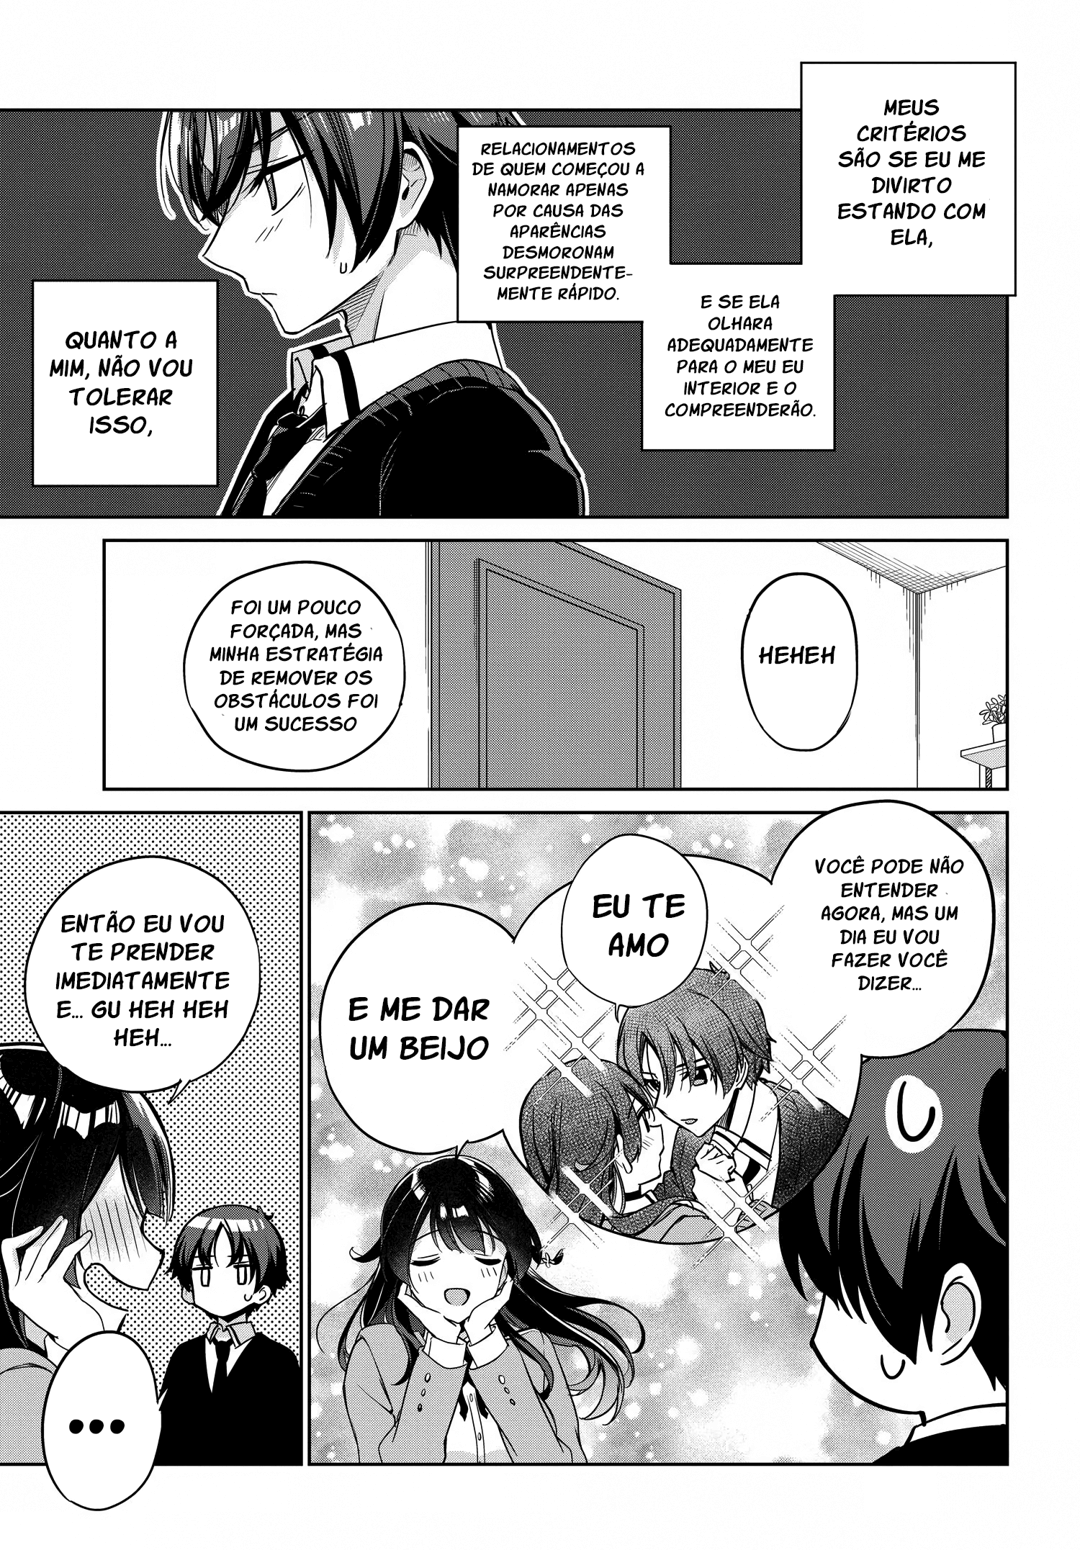 MEUS
CRITÉRIOS
SÃO SE EU ME
DIVIRTO
ESTANDO COM
ELA,
E SE ELA
OLHARA
ADEQUADAMENTE
PARA O MEU EU
INTERIOR E O
COMPREENDERÃO.
RELACIONAMENTOS
DE QUEM COMEÇOU A
NAMORAR APENAS
POR CAUSA DAS
APARÊNCIAS
DESMORONAM
SURPREENDENTE-
MENTE RÁPIDO.
QUANTO A
MIM, NÃO VOU
TOLERAR
ISSO,
HEHEH
FOI UM POUCO
FORÇADA, MAS
MINHA ESTRATÉGIA
DE REMOVER OS
OBSTÁCULOS FOI
UM SUCESSO
VOCÊ PODE NÃO
ENTENDER
AGORA, MAS UM
DIA EU VOU
FAZER VOCÊ
DIZER...
EU TE
AMO
E ME DAR
UM BEIJO
ENTÃO EU VOU
TE PRENDER
IMEDIATAMENTE
E... GU HEH HEH
HEH...
...